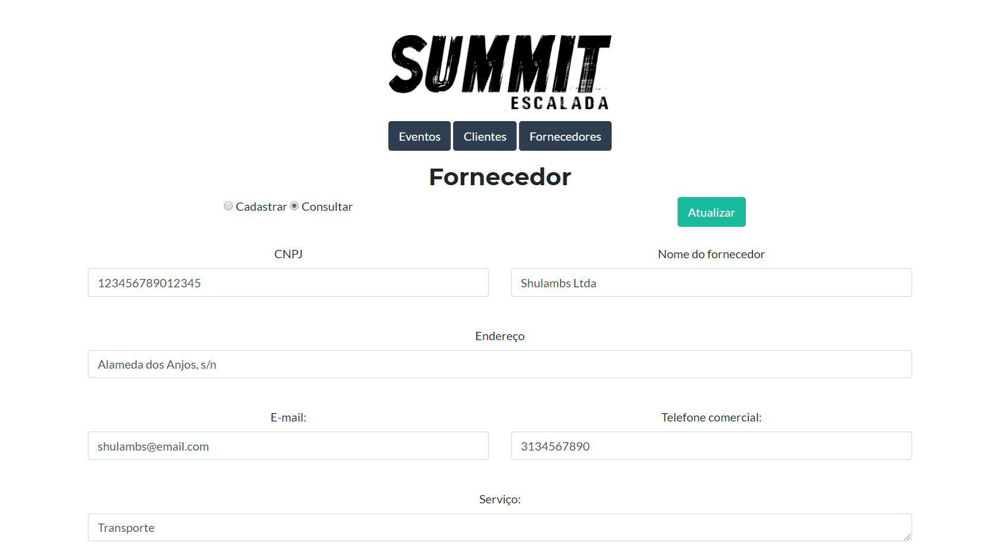 SUMMIT
ESCALADA
Eventos Clientes Fornecedores
Fornecedor
Cadastrar Consultar Atualizar
CNPJ Nome do fornecedor
123456789012345 Shulambs Ltda
Endereço
Alameda dos Anjos, s/n
E-mail: Telefone comercial:
shulambs@email.com 3134567890
Serviço:
Transporte